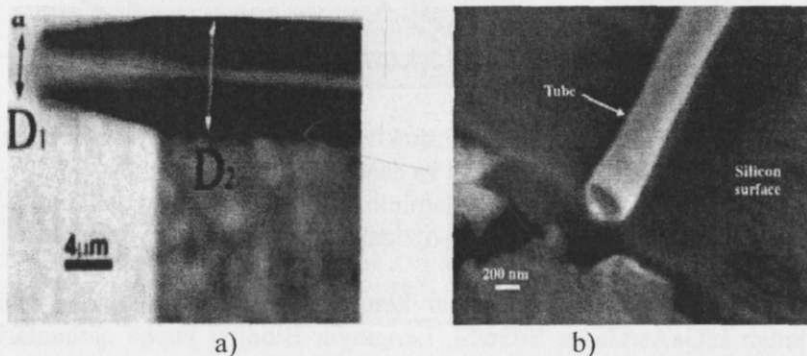 a
D1
D2
4μm
a)
Tube
Silicon
surface
200 nm
b)